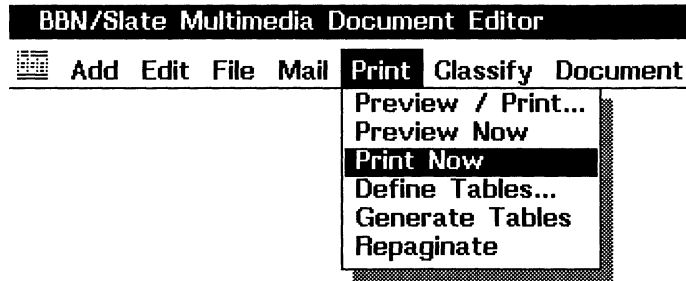 BBN/Slate Multimedia Document Editor
Add Edit File Mail Print Classify Document
Preview / Print...
Preview Now
Print Now
Define Tables...
Generate Tables
Repaginate